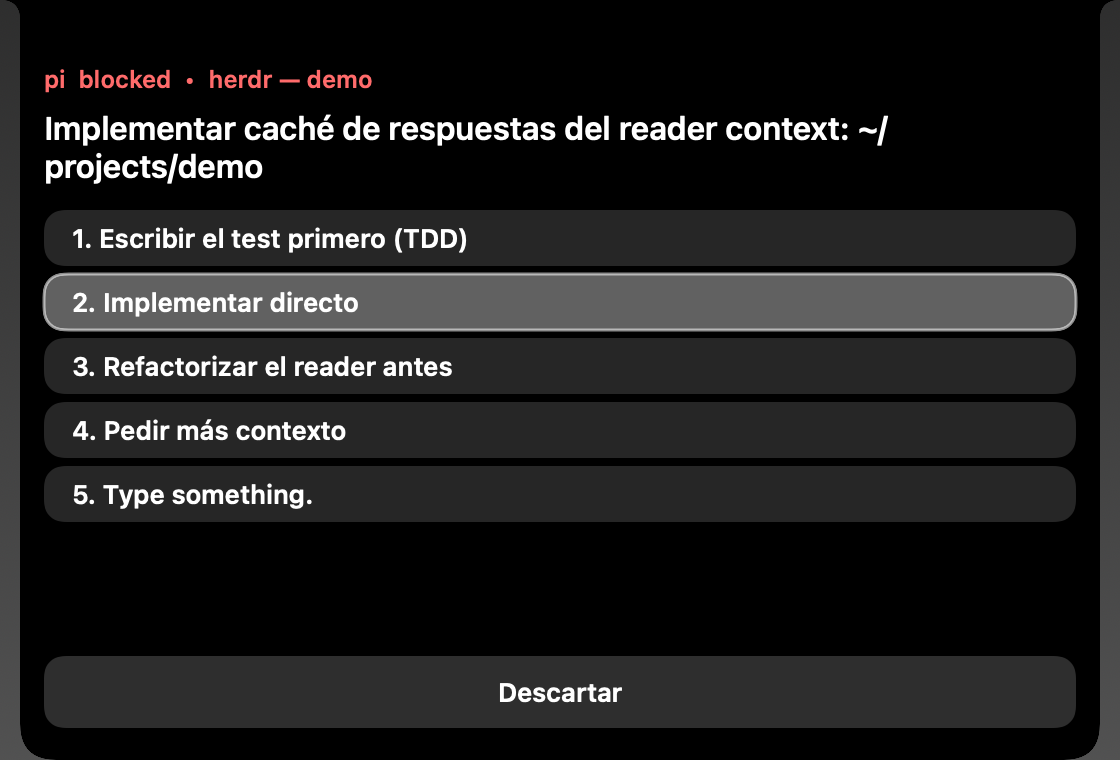 pi blocked • herdr — demo
Implementar caché de respuestas del reader context: ~/
projects/demo
1. Escribir el test primero (TDD)
2. Implementar directo
3. Refactorizar el reader antes
4. Pedir más contexto
5. Type something.
Descartar